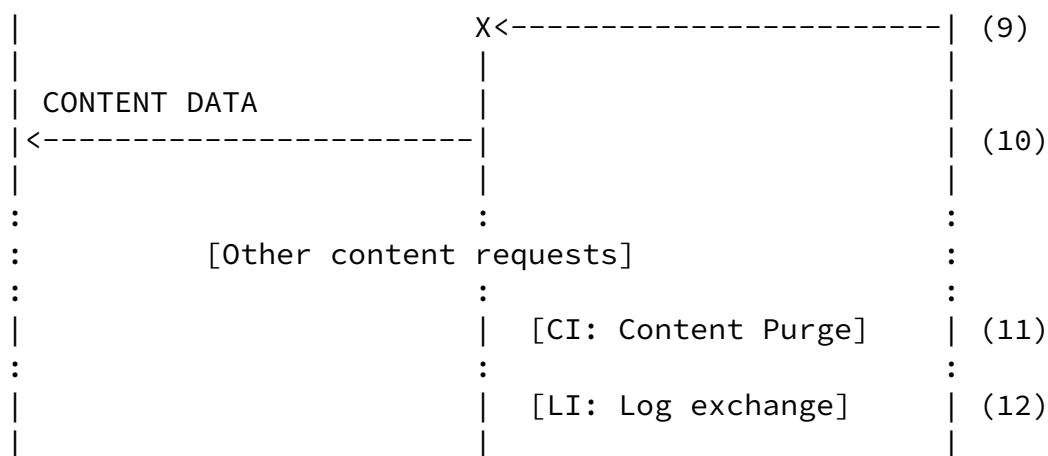 |                         X<------------------------| (9)
|                         |                         |
| CONTENT DATA            |                         |
|<------------------------|                         | (10)
|                         |                         |
:                         :                         :
:          [Other content requests]                 :
:                         :                         :
|                         |  [CI: Content Purge]    | (11)
:                         :                         :
|                         |  [LI: Log exchange]     | (12)
|                         |                         |